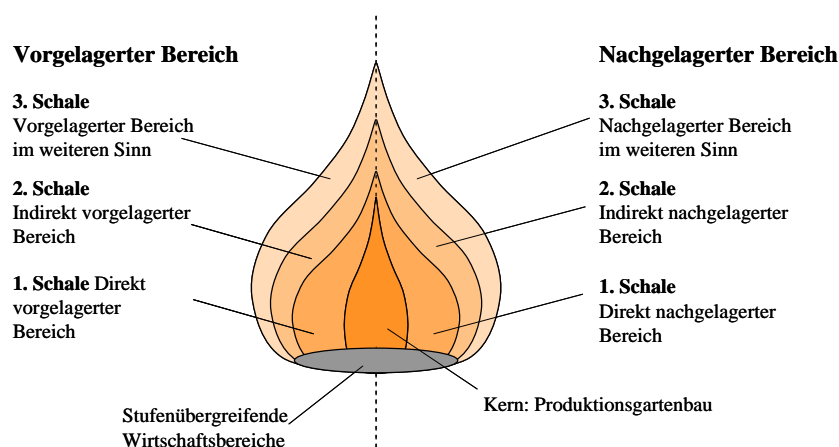 Vorgelagerter Bereich
3. Schale
Vorgelagerter Bereich
im weiteren Sinn
2. Schale
Indirekt vorgelagerter
Bereich
1. Schale Direkt
vorgelagerter
Bereich
Nachgelagerter Bereich
3. Schale
Nachgelagerter Bereich
im weiteren Sinn
2. Schale
Indirekt nachgelagerter
Bereich
1. Schale
Direkt nachgelagerter
Bereich
Stufenübergreifende
Wirtschaftsbereiche
Kern: Produktionsgartenbau